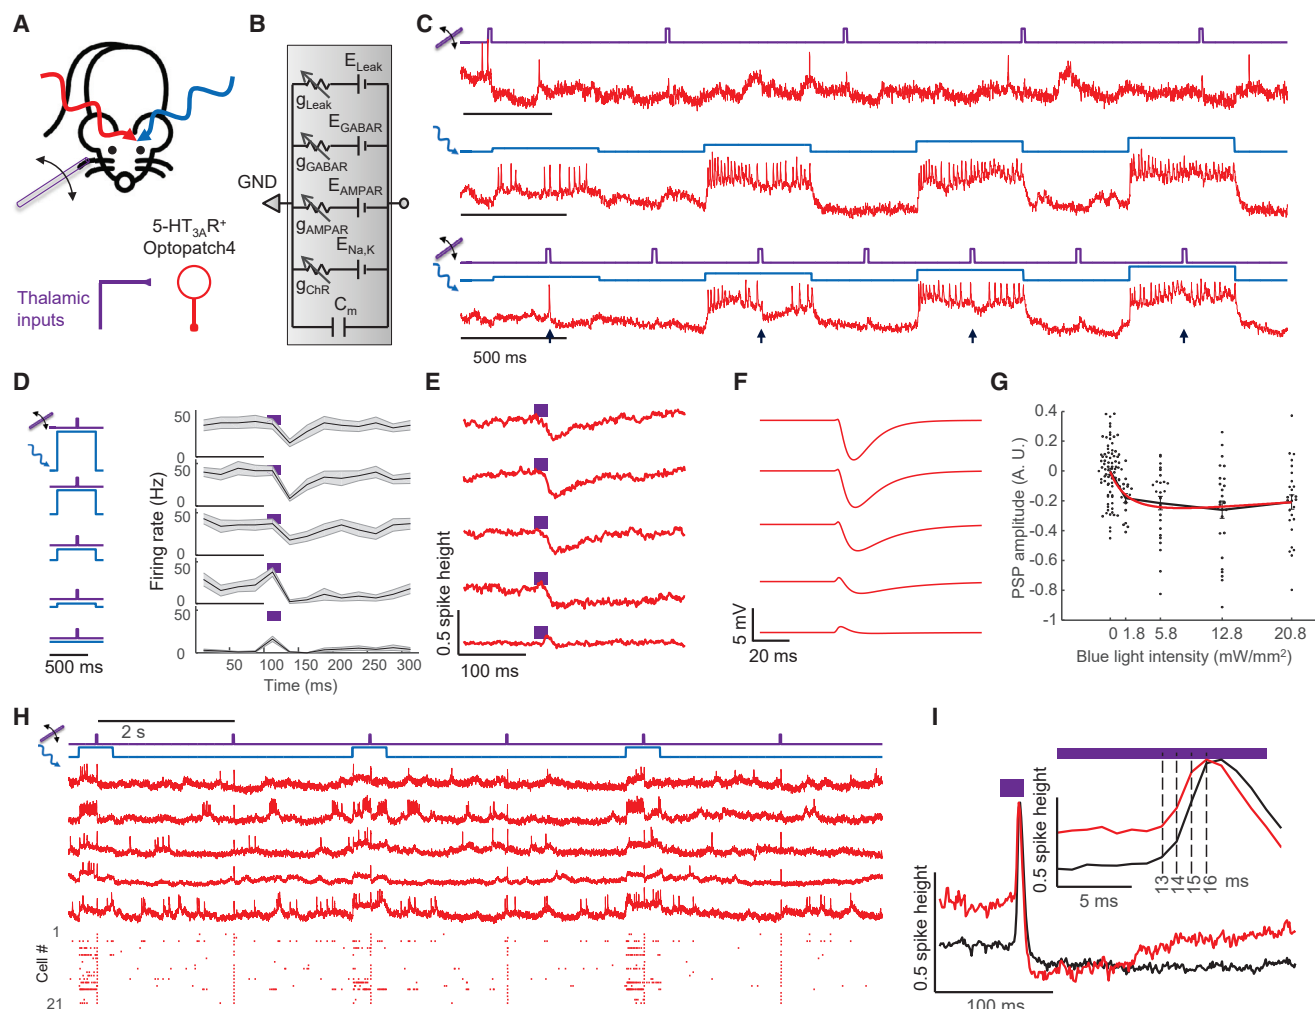 A
B
E_Leak
g_Leak
E_GABAR
g_GABAR
GND
E_AMPAR
g_AMPAR
E_Na,K
g_ChR
C_m
5-HT_3AR+
Optopatch4
Thalamic
inputs
C
500 ms
D
500 ms
Firing rate (Hz)
50
0
50
0
50
0
50
0
50
0
50 100 150 200 250 300
Time (ms)
E
0.5 spike height
100 ms
F
5 mV
20 ms
G
PSP amplitude (A. U.)
0.4
0.2
0
-0.2
-0.4
-0.6
-0.8
-1
0 1.8 5.8 12.8 20.8
Blue light intensity (mW/mm²)
H
2 s
Cell #
1
21
I
0.5 spike height
100 ms
0.5 spike height
5 ms
13 14 15 16 ms